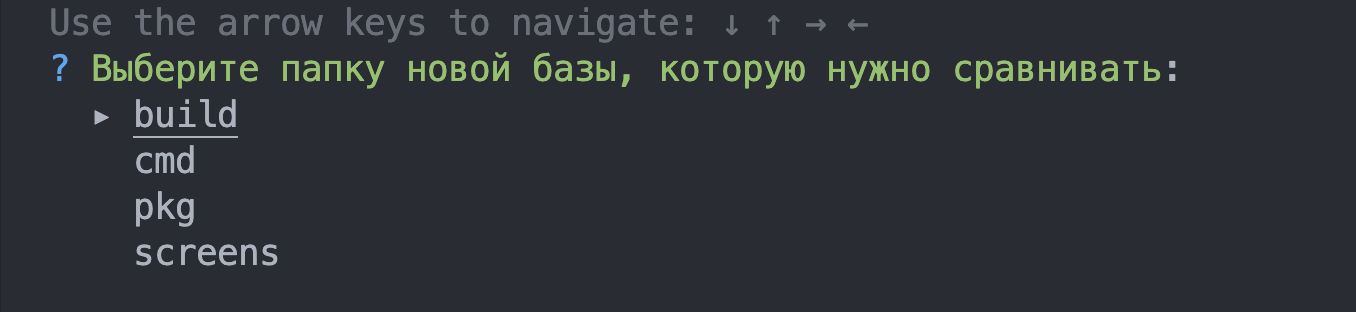 Use the arrow keys to navigate: ↓ ↑ → ←
? Выберите папку новой базы, которую нужно сравнивать:
▸ build
cmd
pkg
screens